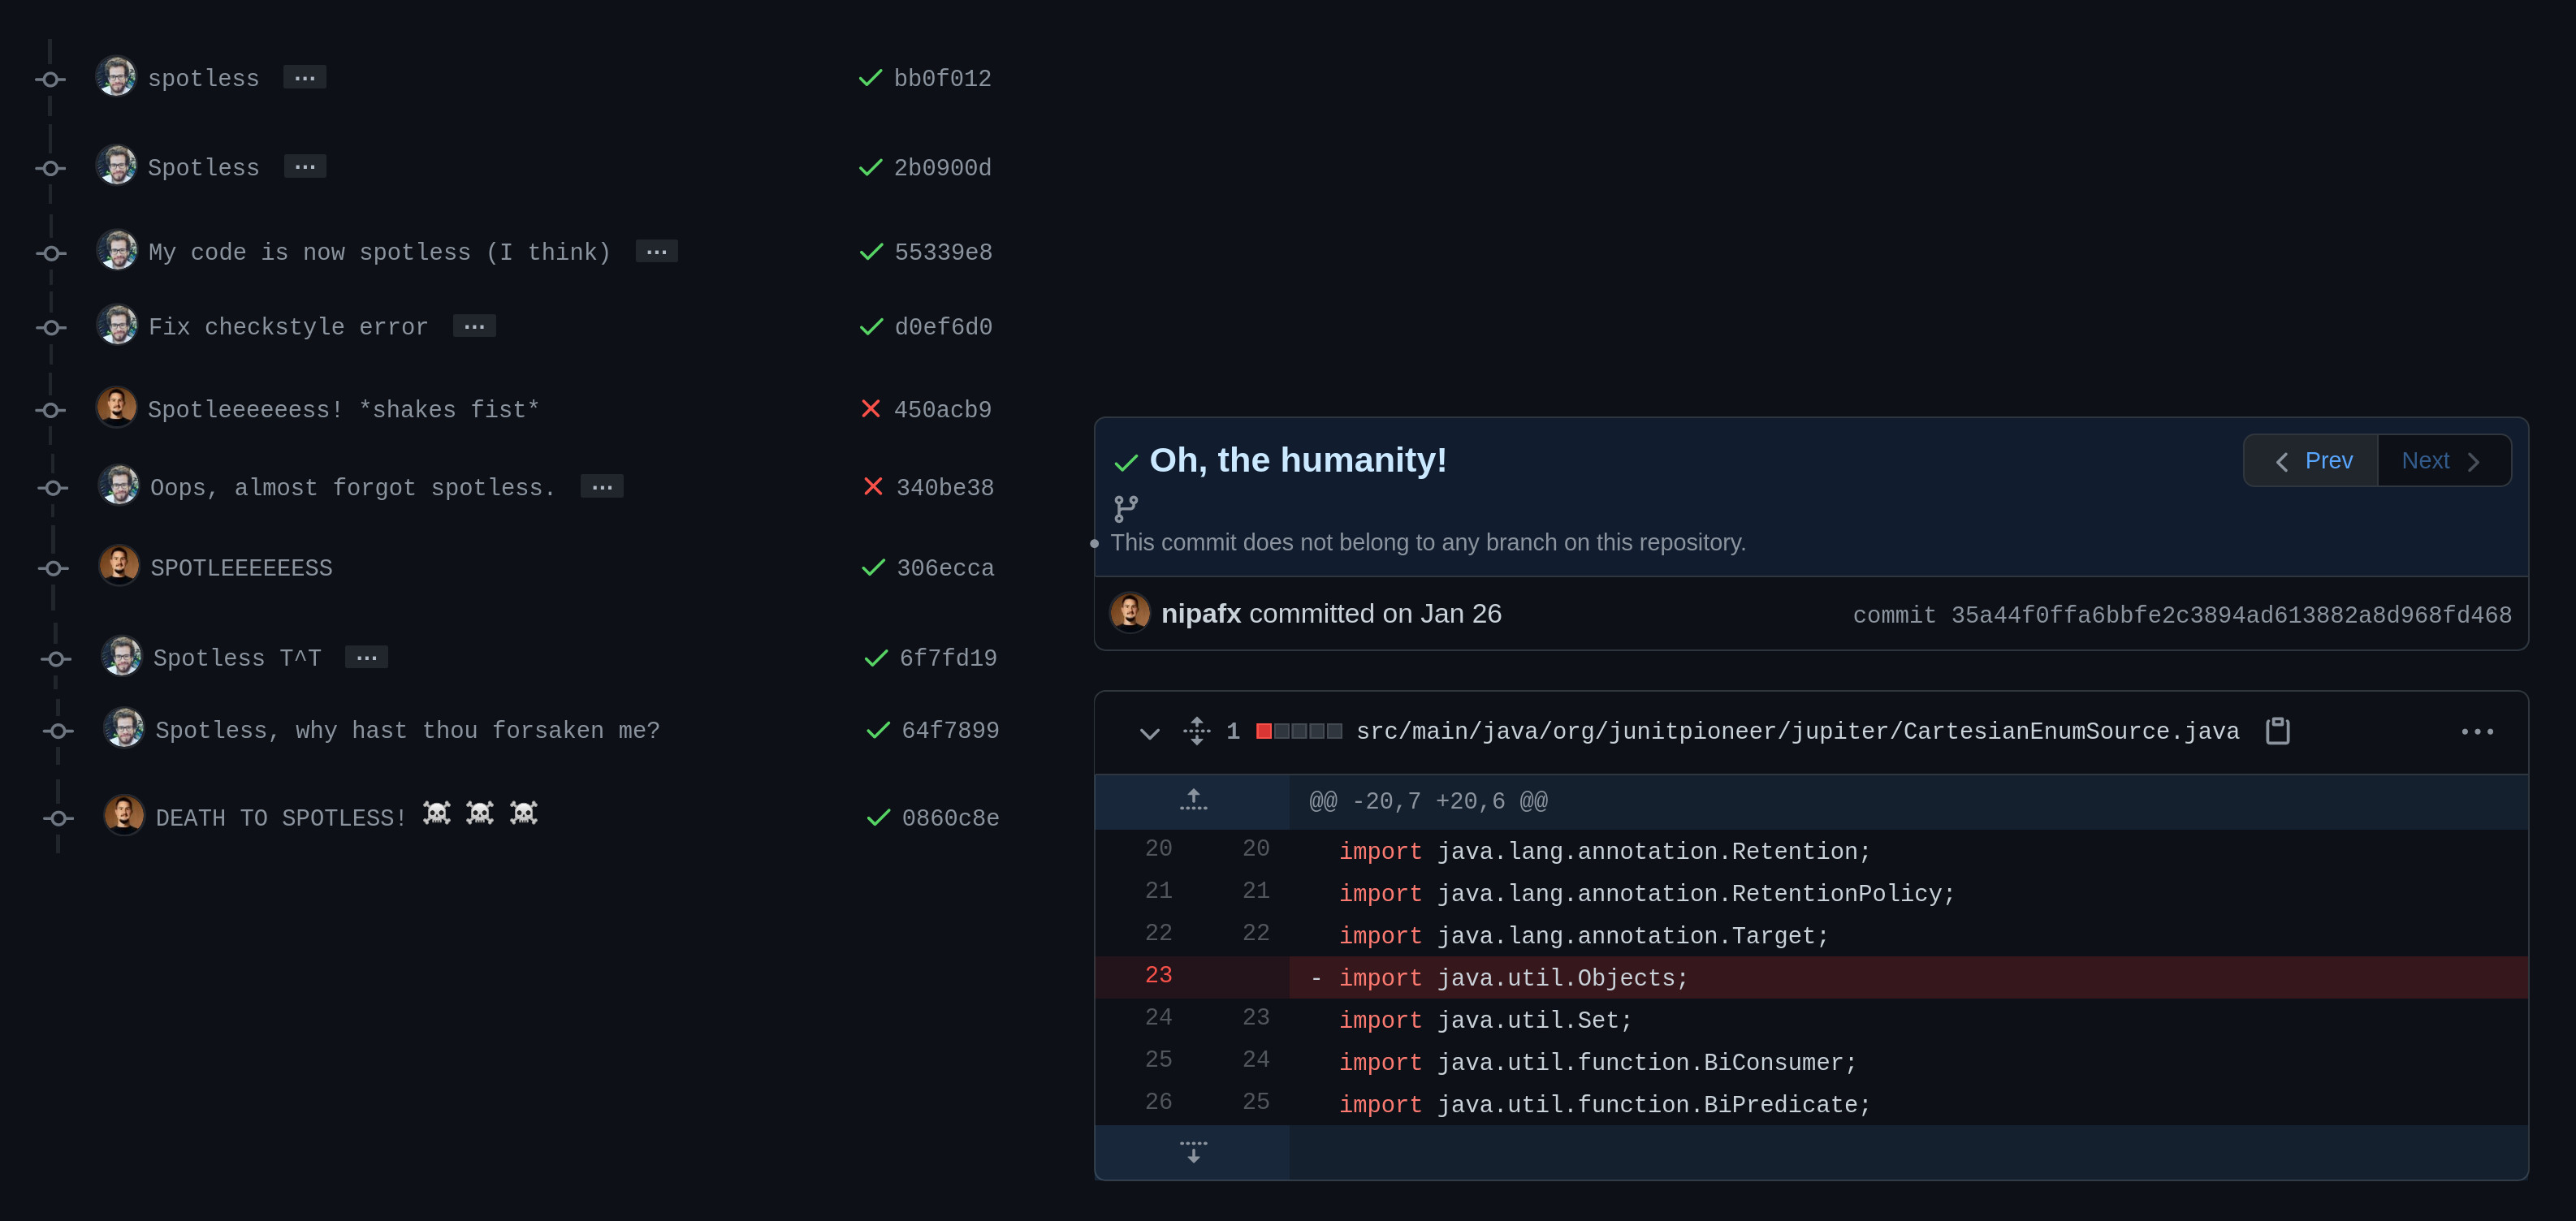 spotless …
bb0f012
Spotless …
2b0900d
My code is now spotless (I think) …
55339e8
Fix checkstyle error …
d0ef6d0
Spotleeeeeess! *shakes fist*
450acb9
Oops, almost forgot spotless. …
340be38
SPOTLEEEEEESS
306ecca
Spotless T^T …
6f7fd19
Spotless, why hast thou forsaken me?
64f7899
DEATH TO SPOTLESS! ☠️ ☠️ ☠️
0860c8e
Oh, the humanity!
Prev Next
This commit does not belong to any branch on this repository.
nipafx committed on Jan 26
commit 35a44f0ffa6bbfe2c3894ad613882a8d968fd468
1 src/main/java/org/junitpioneer/jupiter/CartesianEnumSource.java
@@ -20,7 +20,6 @@
20 20 import java.lang.annotation.Retention;
21 21 import java.lang.annotation.RetentionPolicy;
22 22 import java.lang.annotation.Target;
23 - import java.util.Objects;
24 23 import java.util.Set;
25 24 import java.util.function.BiConsumer;
26 25 import java.util.function.BiPredicate;